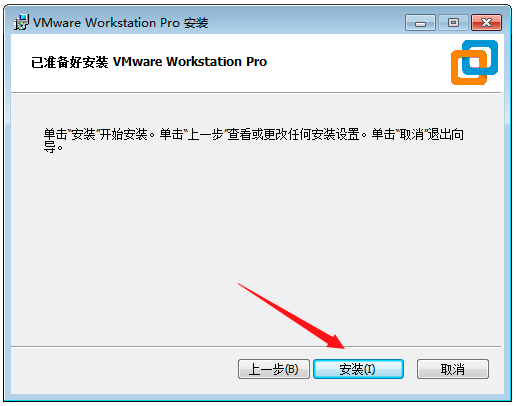 VMware Workstation Pro 安装
已准备好安装 VMware Workstation Pro
单击“安装”开始安装。单击“上一步”查看或更改任何安装设置。单击“取消”退出向
导。
上一步(B) 安装(I) 取消